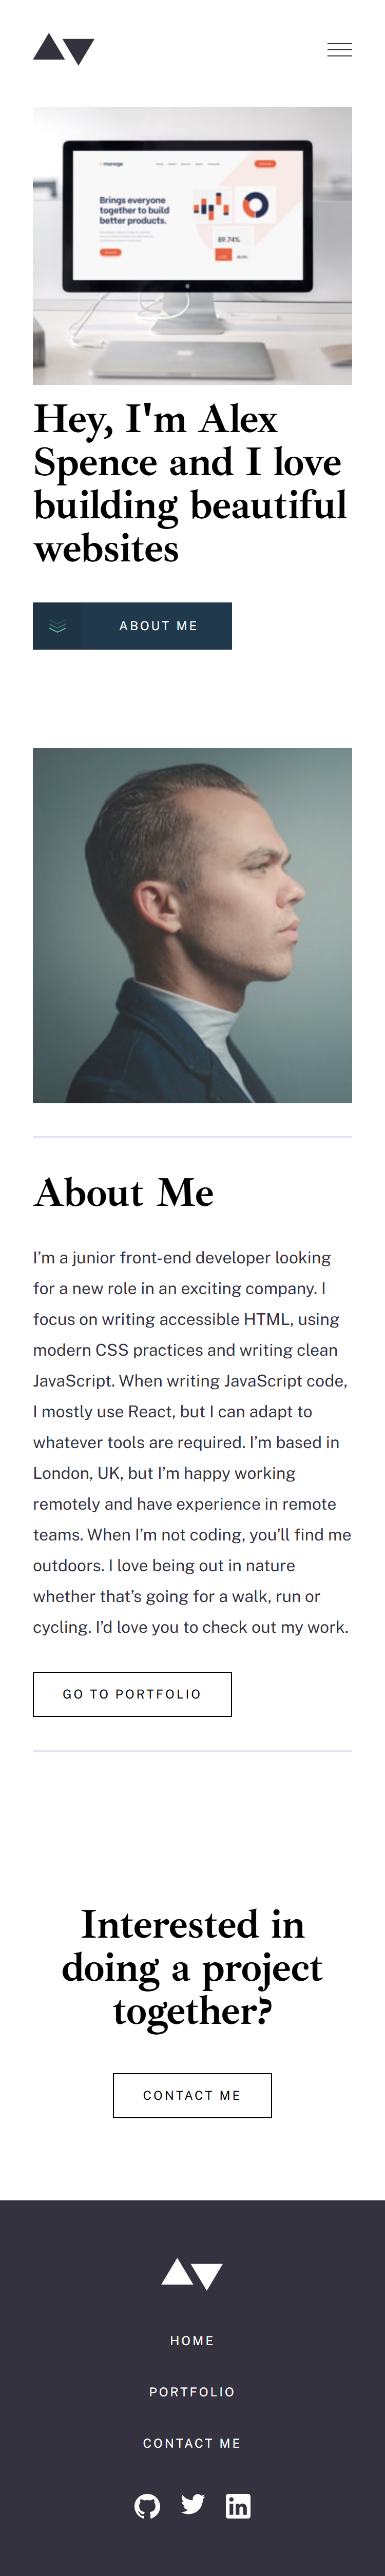 manage
Brings everyone
together to build
better products.
89.74%
Hey, I'm Alex
Spence and I love
building beautiful
websites
ABOUT ME
About Me
I’m a junior front-end developer looking
for a new role in an exciting company. I
focus on writing accessible HTML, using
modern CSS practices and writing clean
JavaScript. When writing JavaScript code,
I mostly use React, but I can adapt to
whatever tools are required. I’m based in
London, UK, but I’m happy working
remotely and have experience in remote
teams. When I’m not coding, you’ll find me
outdoors. I love being out in nature
whether that’s going for a walk, run or
cycling. I’d love you to check out my work.
GO TO PORTFOLIO
Interested in
doing a project
together?
CONTACT ME
HOME
PORTFOLIO
CONTACT ME
in